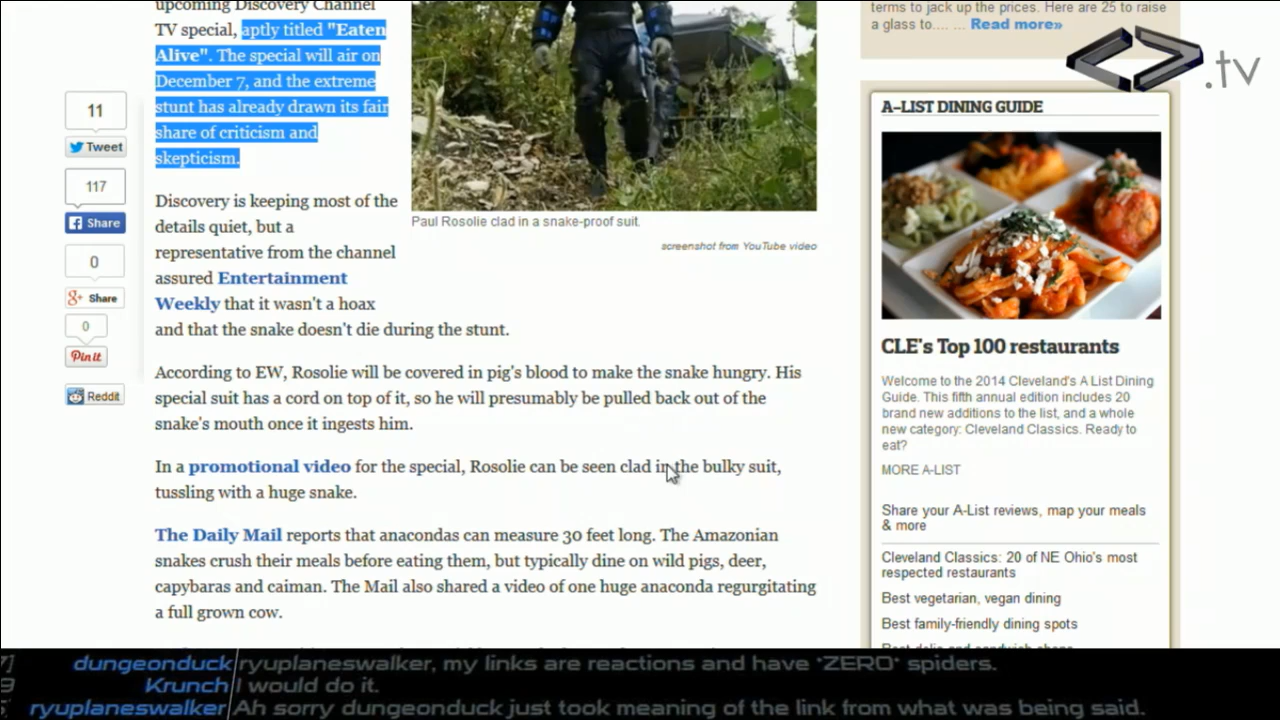 upcoming Discovery Channel
TV special, aptly titled "Eaten
Alive". The special will air on
December 7, and the extreme
stunt has already drawn its fair
share of criticism and
skepticism.
Discovery is keeping most of the
details quiet, but a
representative from the channel
assured Entertainment
Weekly that it wasn't a hoax
and that the snake doesn't die during the stunt.
According to EW, Rosolie will be covered in pig's blood to make the snake hungry. His
special suit has a cord on top of it, so he will presumably be pulled back out of the
snake's mouth once it ingests him.
In a promotional video for the special, Rosolie can be seen clad in the bulky suit,
tussling with a huge snake.
The Daily Mail reports that anacondas can measure 30 feet long. The Amazonian
snakes crush their meals before eating them, but typically dine on wild pigs, deer,
capybaras and caiman. The Mail also shared a video of one huge anaconda regurgitating
a full grown cow.
11
Tweet
117
Share
0
Share
0
Pin it
Reddit
Paul Rosolie clad in a snake-proof suit.
screenshot from YouTube video
terms to jack up the prices. Here are 25 to raise
a glass to.... ... Read more»
.tv
A-LIST DINING GUIDE
CLE's Top 100 restaurants
Welcome to the 2014 Cleveland's A List Dining
Guide. This fifth annual edition includes 20
brand new additions to the list, and a whole
new category: Cleveland Classics. Ready to
eat?
MORE A-LIST
Share your A-List reviews, map your meals
& more
Cleveland Classics: 20 of NE Ohio's most
respected restaurants
Best vegetarian, vegan dining
Best family-friendly dining spots
Best deli and sandwich shops
7] dungeonduck ryuplaneswalker, my links are reactions and have *ZERO* spiders.
9 Krunch I would do it.
ryuplaneswalker Ah sorry dungeonduck just took meaning of the link from what was being said.